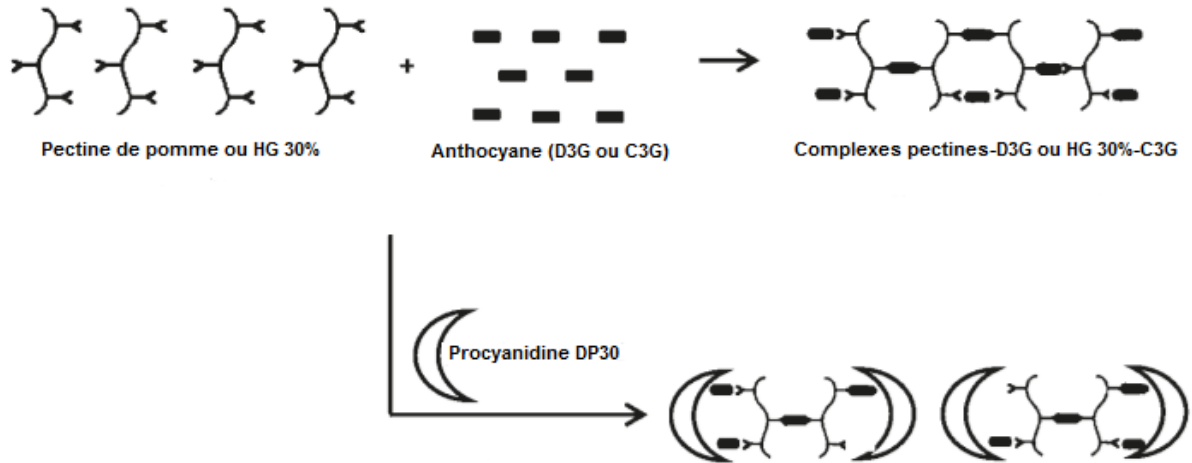 +
Pectine de pomme ou HG 30%
Anthocyane (D3G ou C3G)
Complexes pectines-D3G ou HG 30%-C3G
Procyanidine DP30